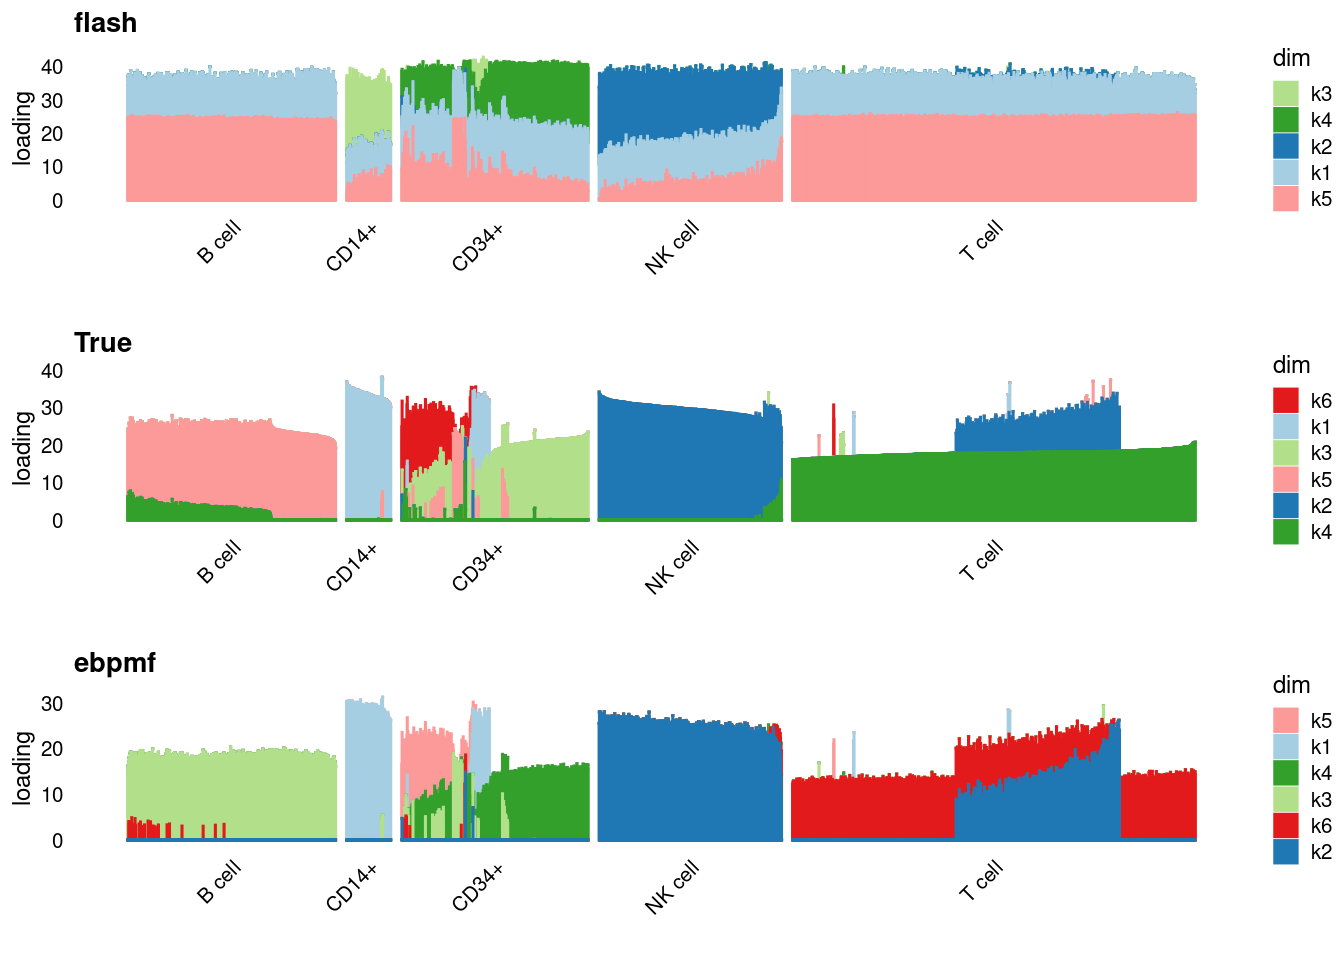 flash
dim
40
30
20
10
0
loading
k3
k4
k2
k1
k5
B cell
CD14+
CD34+
NK cell
T cell
True
dim
40
30
20
10
0
loading
k6
k1
k3
k5
k2
k4
B cell
CD14+
CD34+
NK cell
T cell
ebpmf
dim
30
20
10
0
loading
k5
k1
k4
k3
k6
k2
B cell
CD14+
CD34+
NK cell
T cell